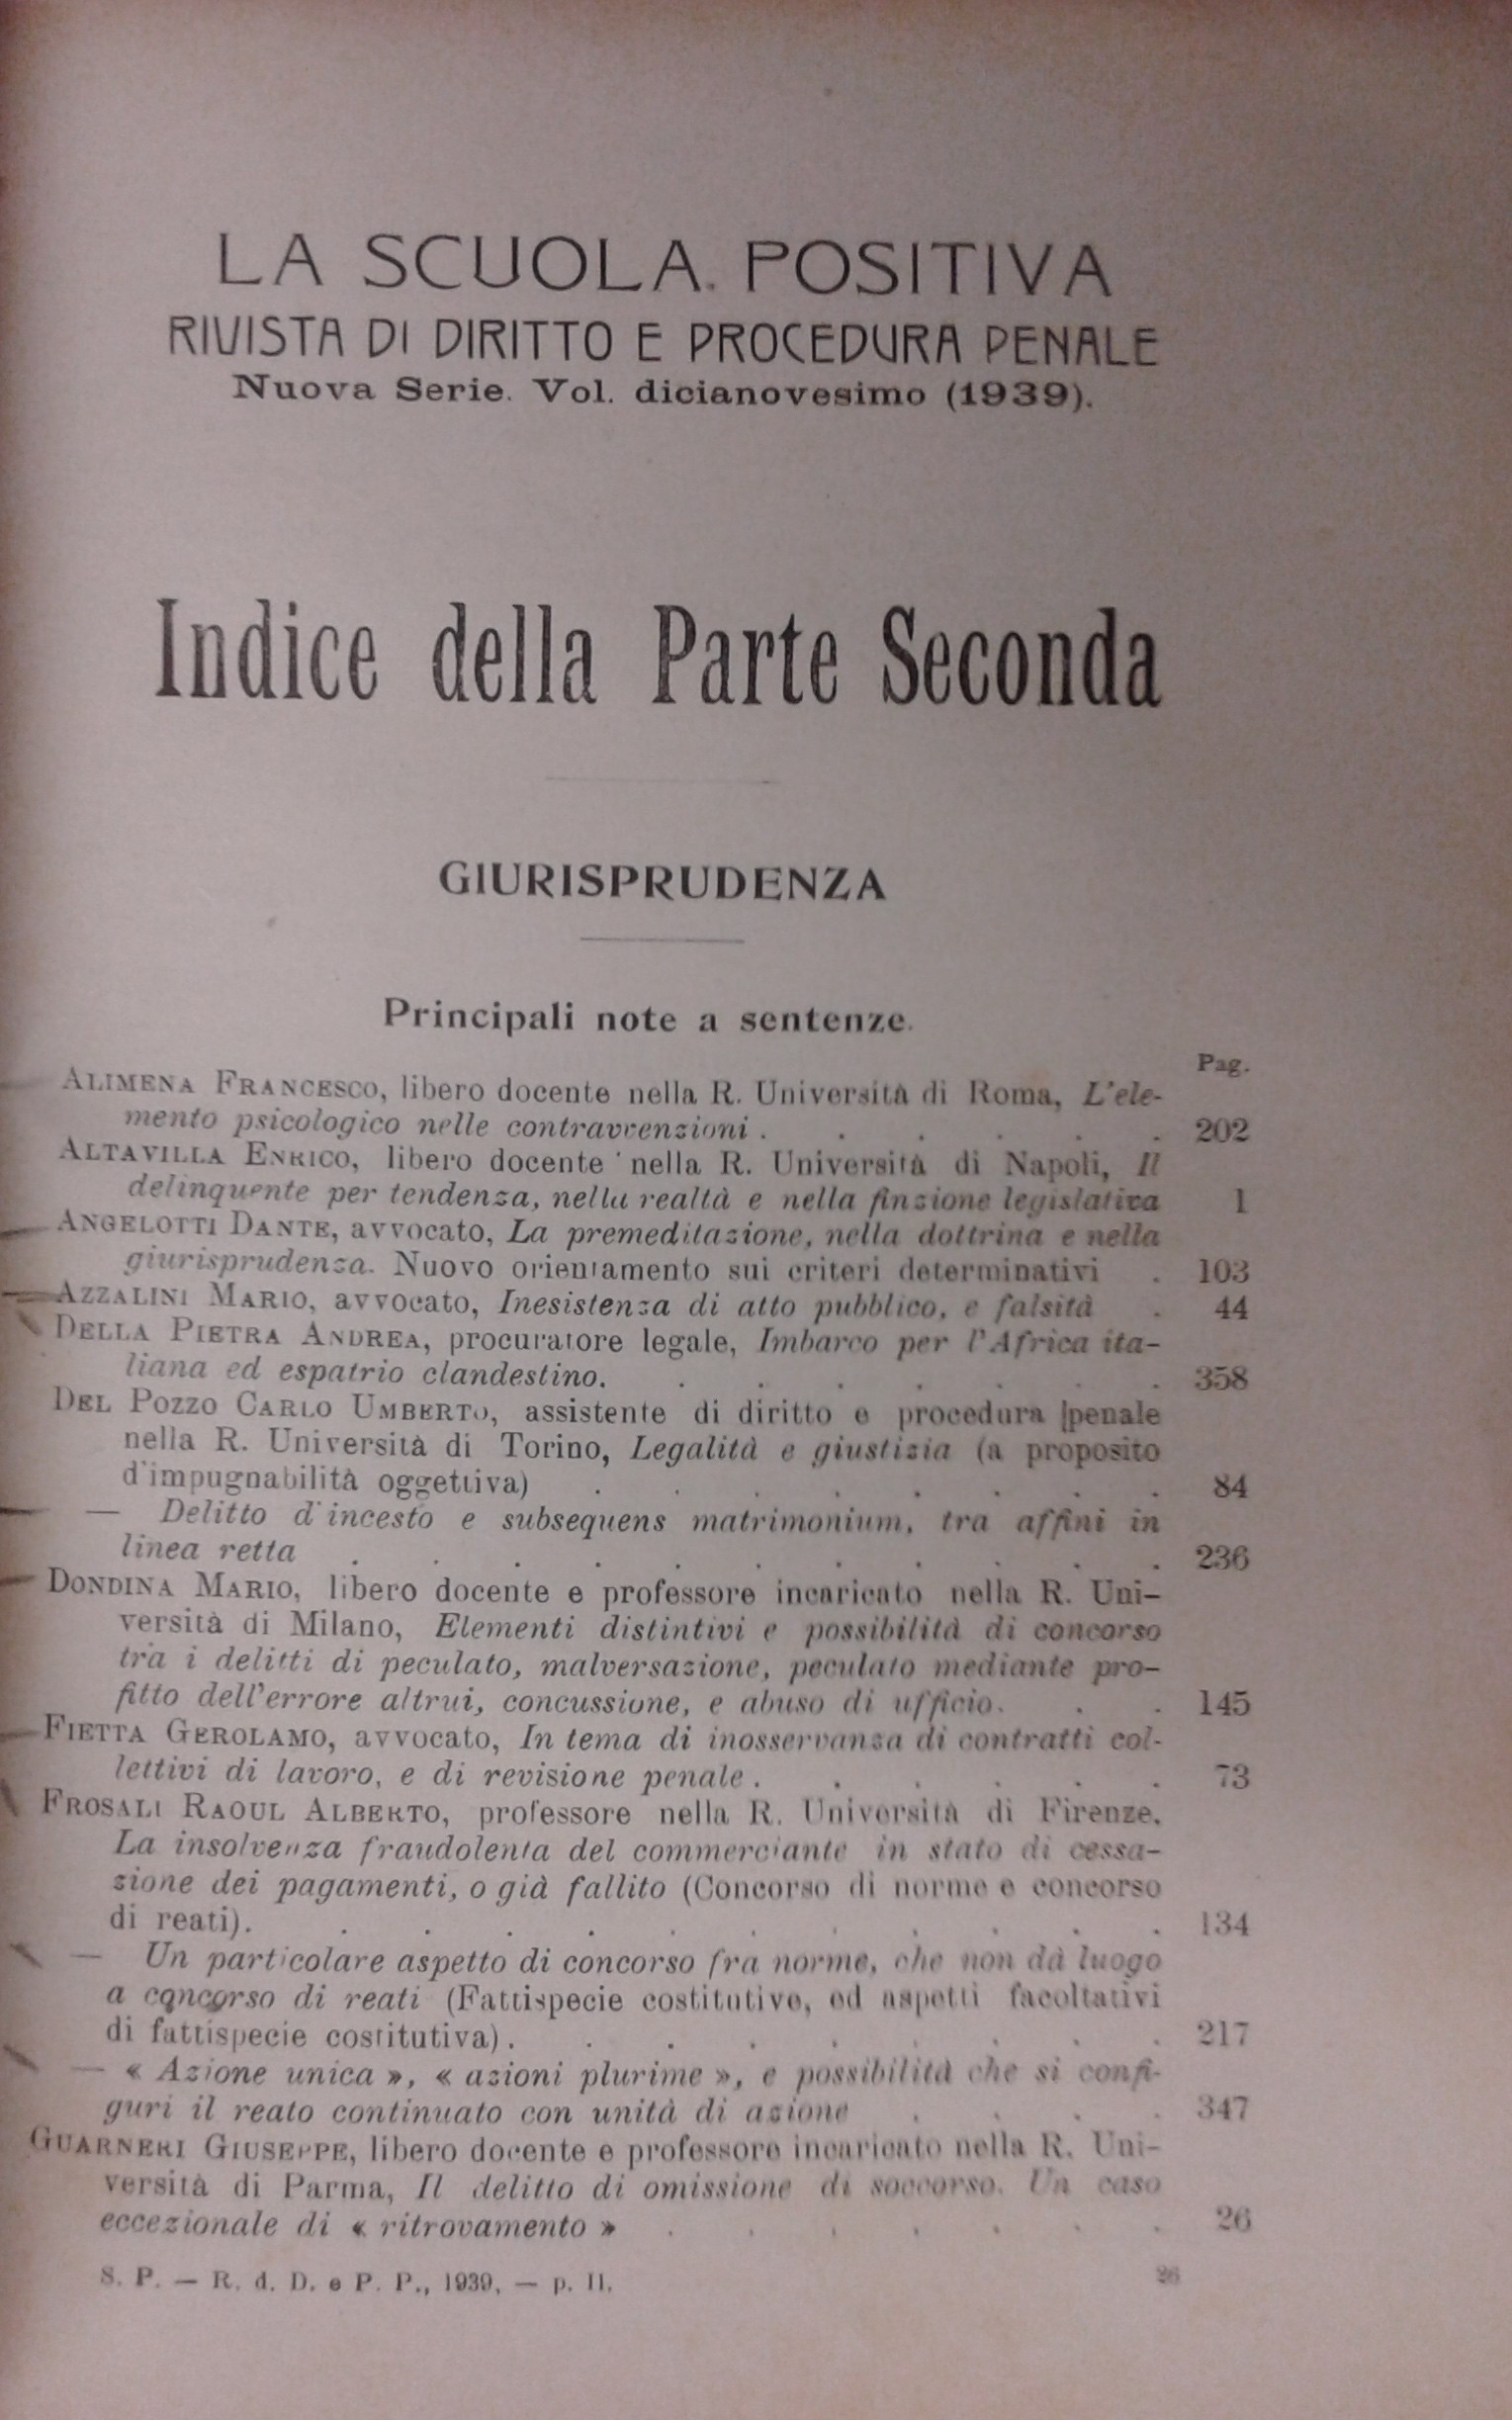 LA SCUOLA POSITIVA
RIVISTA DI DIRITTO E PROCEDURA PENALE
Nuova Serie. Vol. dicianovesimo (1939).
Indice della Parte Seconda
GIURISPRUDENZA
Principali note a sentenze.
Pag.
ALIMENA FRANCESCO, libero docente nella R. Università di Roma, L'ele-
mento psicologico nelle contravvenzioni . . . . . . 202
ALTAVILLA ENRICO, libero docente nella R. Università di Napoli, Il
delinquente per tendenza, nella realtà e nella finzione legislativa 1
ANGELOTTI DANTE, avvocato, La premeditazione, nella dottrina e nella
giurisprudenza. Nuovo orientamento sui criteri determinativi . 103
AZZALINI MARIO, avvocato, Inesistenza di atto pubblico, e falsità . 44
DELLA PIETRA ANDREA, procuratore legale, Imbarco per l'Africa ita-
liana ed espatrio clandestino. . . . . . . . 358
DEL POZZO CARLO UMBERTO, assistente di diritto e procedura penale
nella R. Università di Torino, Legalità e giustizia (a proposito
d'impugnabilità oggettiva) . . . . . . . . 84
— Delitto d'incesto e subsequens matrimonium, tra affini in
linea retta . . . . . . . . . . . 236
DONDINA MARIO, libero docente e professore incaricato nella R. Uni-
versità di Milano, Elementi distintivi e possibilità di concorso
tra i delitti di peculato, malversazione, peculato mediante pro-
fitto dell'errore altrui, concussione, e abuso di ufficio. . . 145
FIETTA GEROLAMO, avvocato, In tema di inosservanza di contratti col-
lettivi di lavoro, e di revisione penale . . . . . . 73
FROSALI RAOUL ALBERTO, professore nella R. Università di Firenze,
La insolvenza fraudolenta del commerciante in stato di cessa-
zione dei pagamenti, o già fallito (Concorso di norme e concorso
di reati). . . . . . . . . . . . 134
— Un particolare aspetto di concorso fra norme, che non dà luogo
a concorso di reati (Fattispecie costitutive, ed aspetti facoltativi
di fattispecie costitutiva) . . . . . . . . . 217
— « Azione unica », « azioni plurime », e possibilità che si confi-
guri il reato continuato con unità di azione . . . . 347
GUARNERI GIUSEPPE, libero docente e professore incaricato nella R. Uni-
versità di Parma, Il delitto di omissione di soccorso. Un caso
eccezionale di « ritrovamento » . . . . . . . 26
S. P. — R. d. D. e P. P., 1939, — p. II. 26